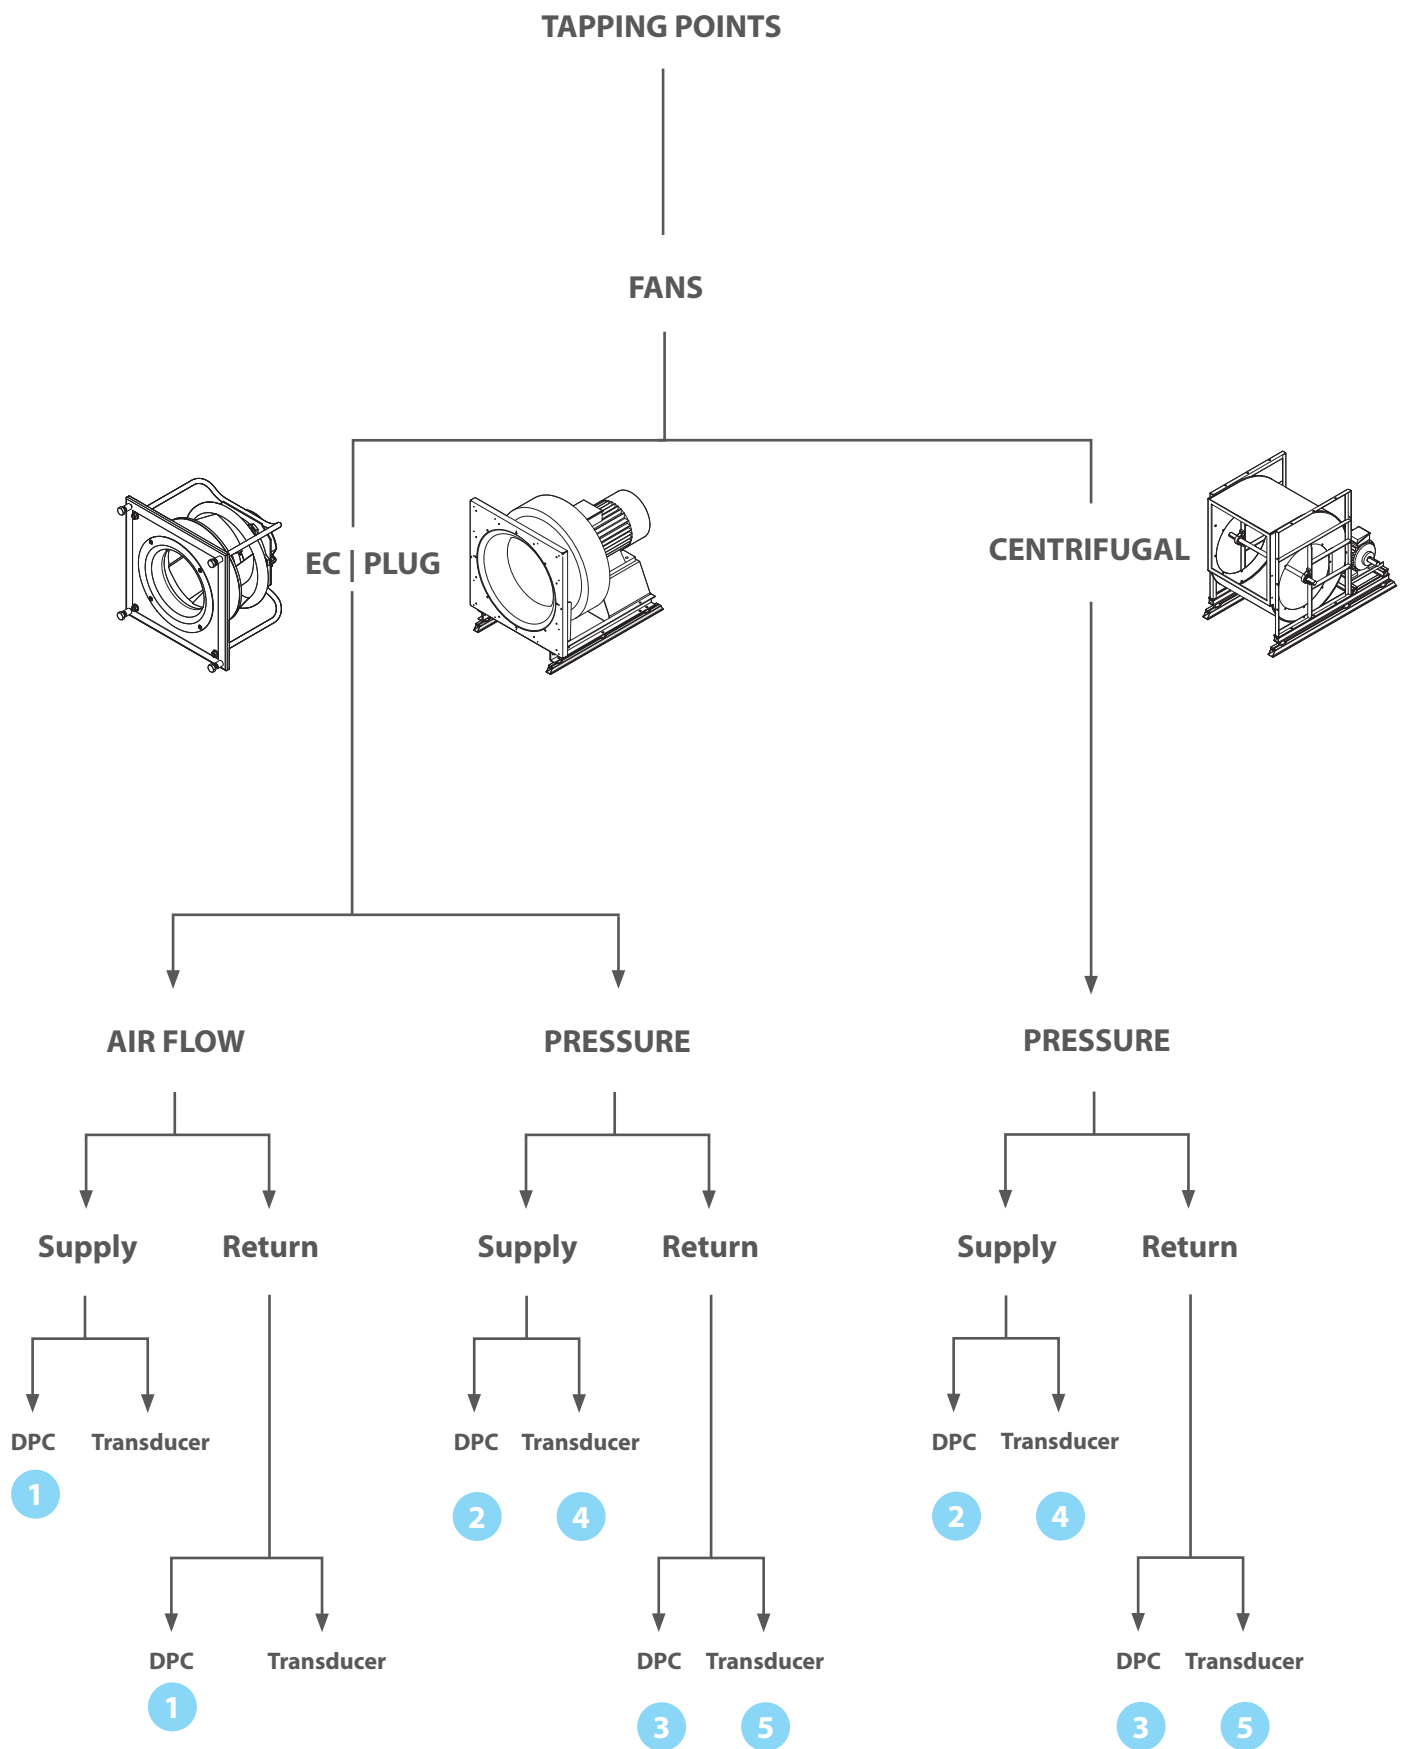 TAPPING POINTS
FANS
EC | PLUG
CENTRIFUGAL
AIR FLOW
PRESSURE
PRESSURE
Supply
Return
Supply
Return
Supply
Return
DPC
Transducer
DPC
Transducer
DPC
Transducer
1
2
4
2
4
DPC
Transducer
DPC
Transducer
DPC
Transducer
1
3
5
3
5